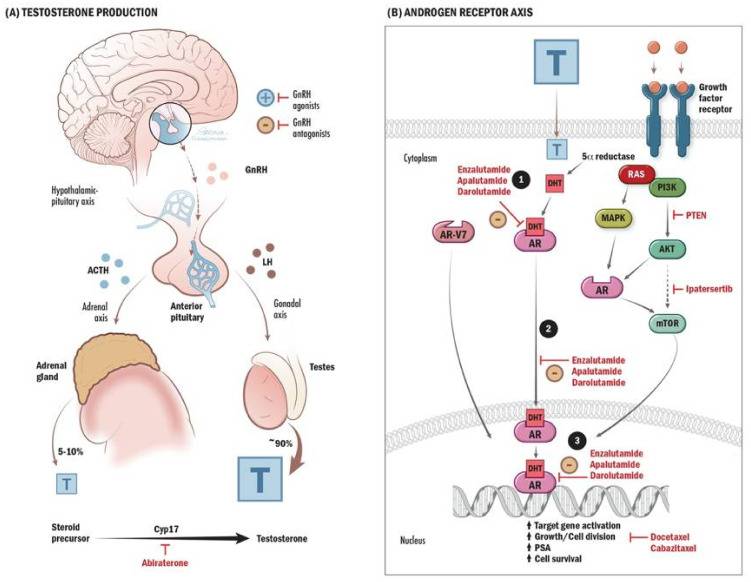 (A) TESTOSTERONE PRODUCTION
+
GnRH
agonists
-
GnRH
antagonists
GnRH
Hypothalamic-
pituitary axis
ACTH
LH
Adrenal
axis
Anterior
pituitary
Gonadal
axis
Adrenal
gland
Testes
5-10%
~90%
T
T
Steroid
precursor
Cyp17
Testosterone
Abiraterone
(B) ANDROGEN RECEPTOR AXIS
T
Growth
factor
receptor
Cytoplasm
T
5α reductase
Enzalutamide
Apalutamide
Darolutamide
1
DHT
RAS
PI3K
-
MAPK
PTEN
AR-V7
DHT
AR
AKT
AR
Ipatersertib
mTOR
2
Enzalutamide
Apalutamide
Darolutamide
-
DHT
AR
3
Enzalutamide
Apalutamide
Darolutamide
-
DHT
AR
Nucleus
Target gene activation
Growth/Cell division
PSA
Cell survival
Docetaxel
Cabazitaxel